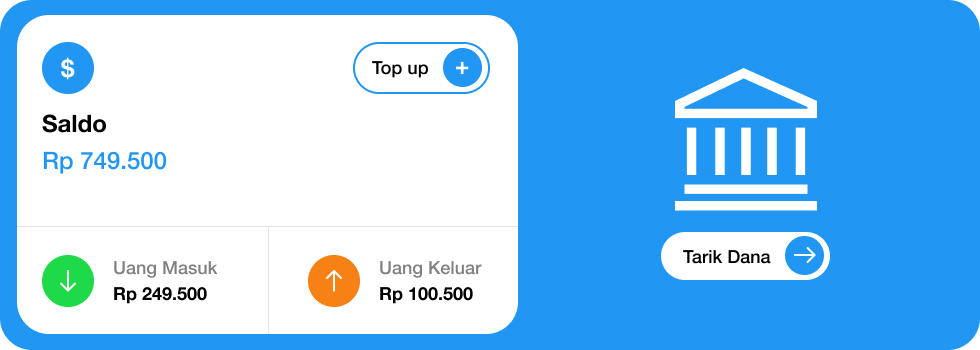 $
Top up +
Saldo
Rp 749.500
Uang Masuk
Rp 249.500
Uang Keluar
Rp 100.500
Tarik Dana